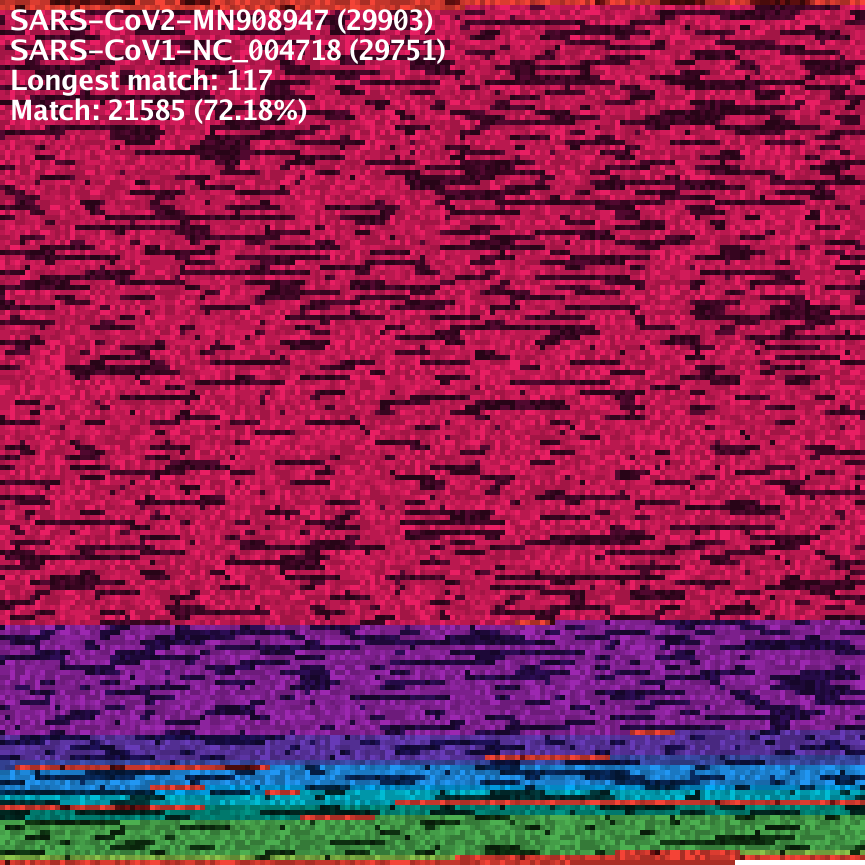 SARS-CoV2-MN908947 (29903)
SARS-CoV1-NC_004718 (29751)
Longest match: 117
Match: 21585 (72.18%)